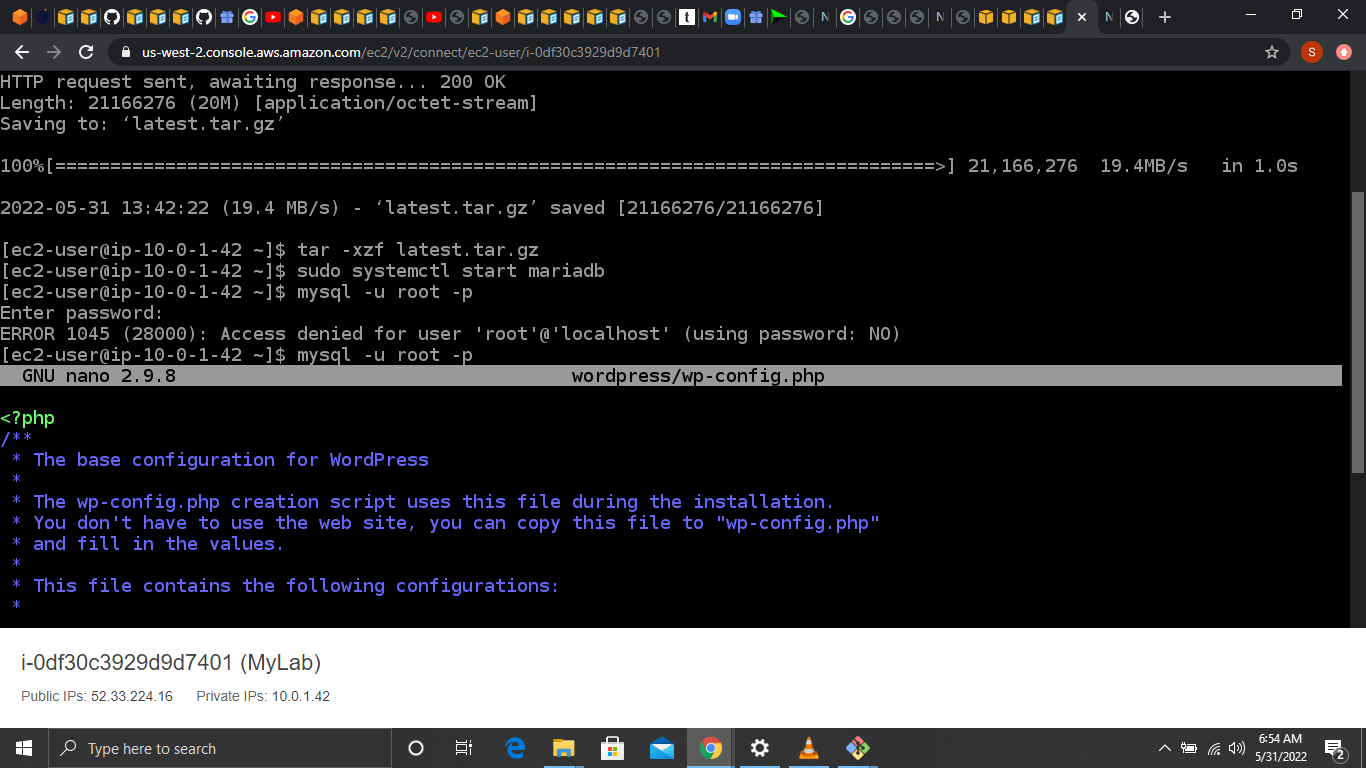 us-west-2.console.aws.amazon.com/ec2/v2/connect/ec2-user/i-0df30c3929d9d7401
S
HTTP request sent, awaiting response... 200 OK
Length: 21166276 (20M) [application/octet-stream]
Saving to: ‘latest.tar.gz’
100%[================================================================================>] 21,166,276  19.4MB/s   in 1.0s
2022-05-31 13:42:22 (19.4 MB/s) - ‘latest.tar.gz’ saved [21166276/21166276]
[ec2-user@ip-10-0-1-42 ~]$ tar -xzf latest.tar.gz
[ec2-user@ip-10-0-1-42 ~]$ sudo systemctl start mariadb
[ec2-user@ip-10-0-1-42 ~]$ mysql -u root -p
Enter password:
ERROR 1045 (28000): Access denied for user 'root'@'localhost' (using password: NO)
[ec2-user@ip-10-0-1-42 ~]$ mysql -u root -p
GNU nano 2.9.8 wordpress/wp-config.php
<?php
/**
 * The base configuration for WordPress
 *
 * The wp-config.php creation script uses this file during the installation.
 * You don't have to use the web site, you can copy this file to "wp-config.php"
 * and fill in the values.
 *
 * This file contains the following configurations:
 *
i-0df30c3929d9d7401 (MyLab)
Public IPs: 52.33.224.16 Private IPs: 10.0.1.42
Type here to search
6:54 AM
5/31/2022
2